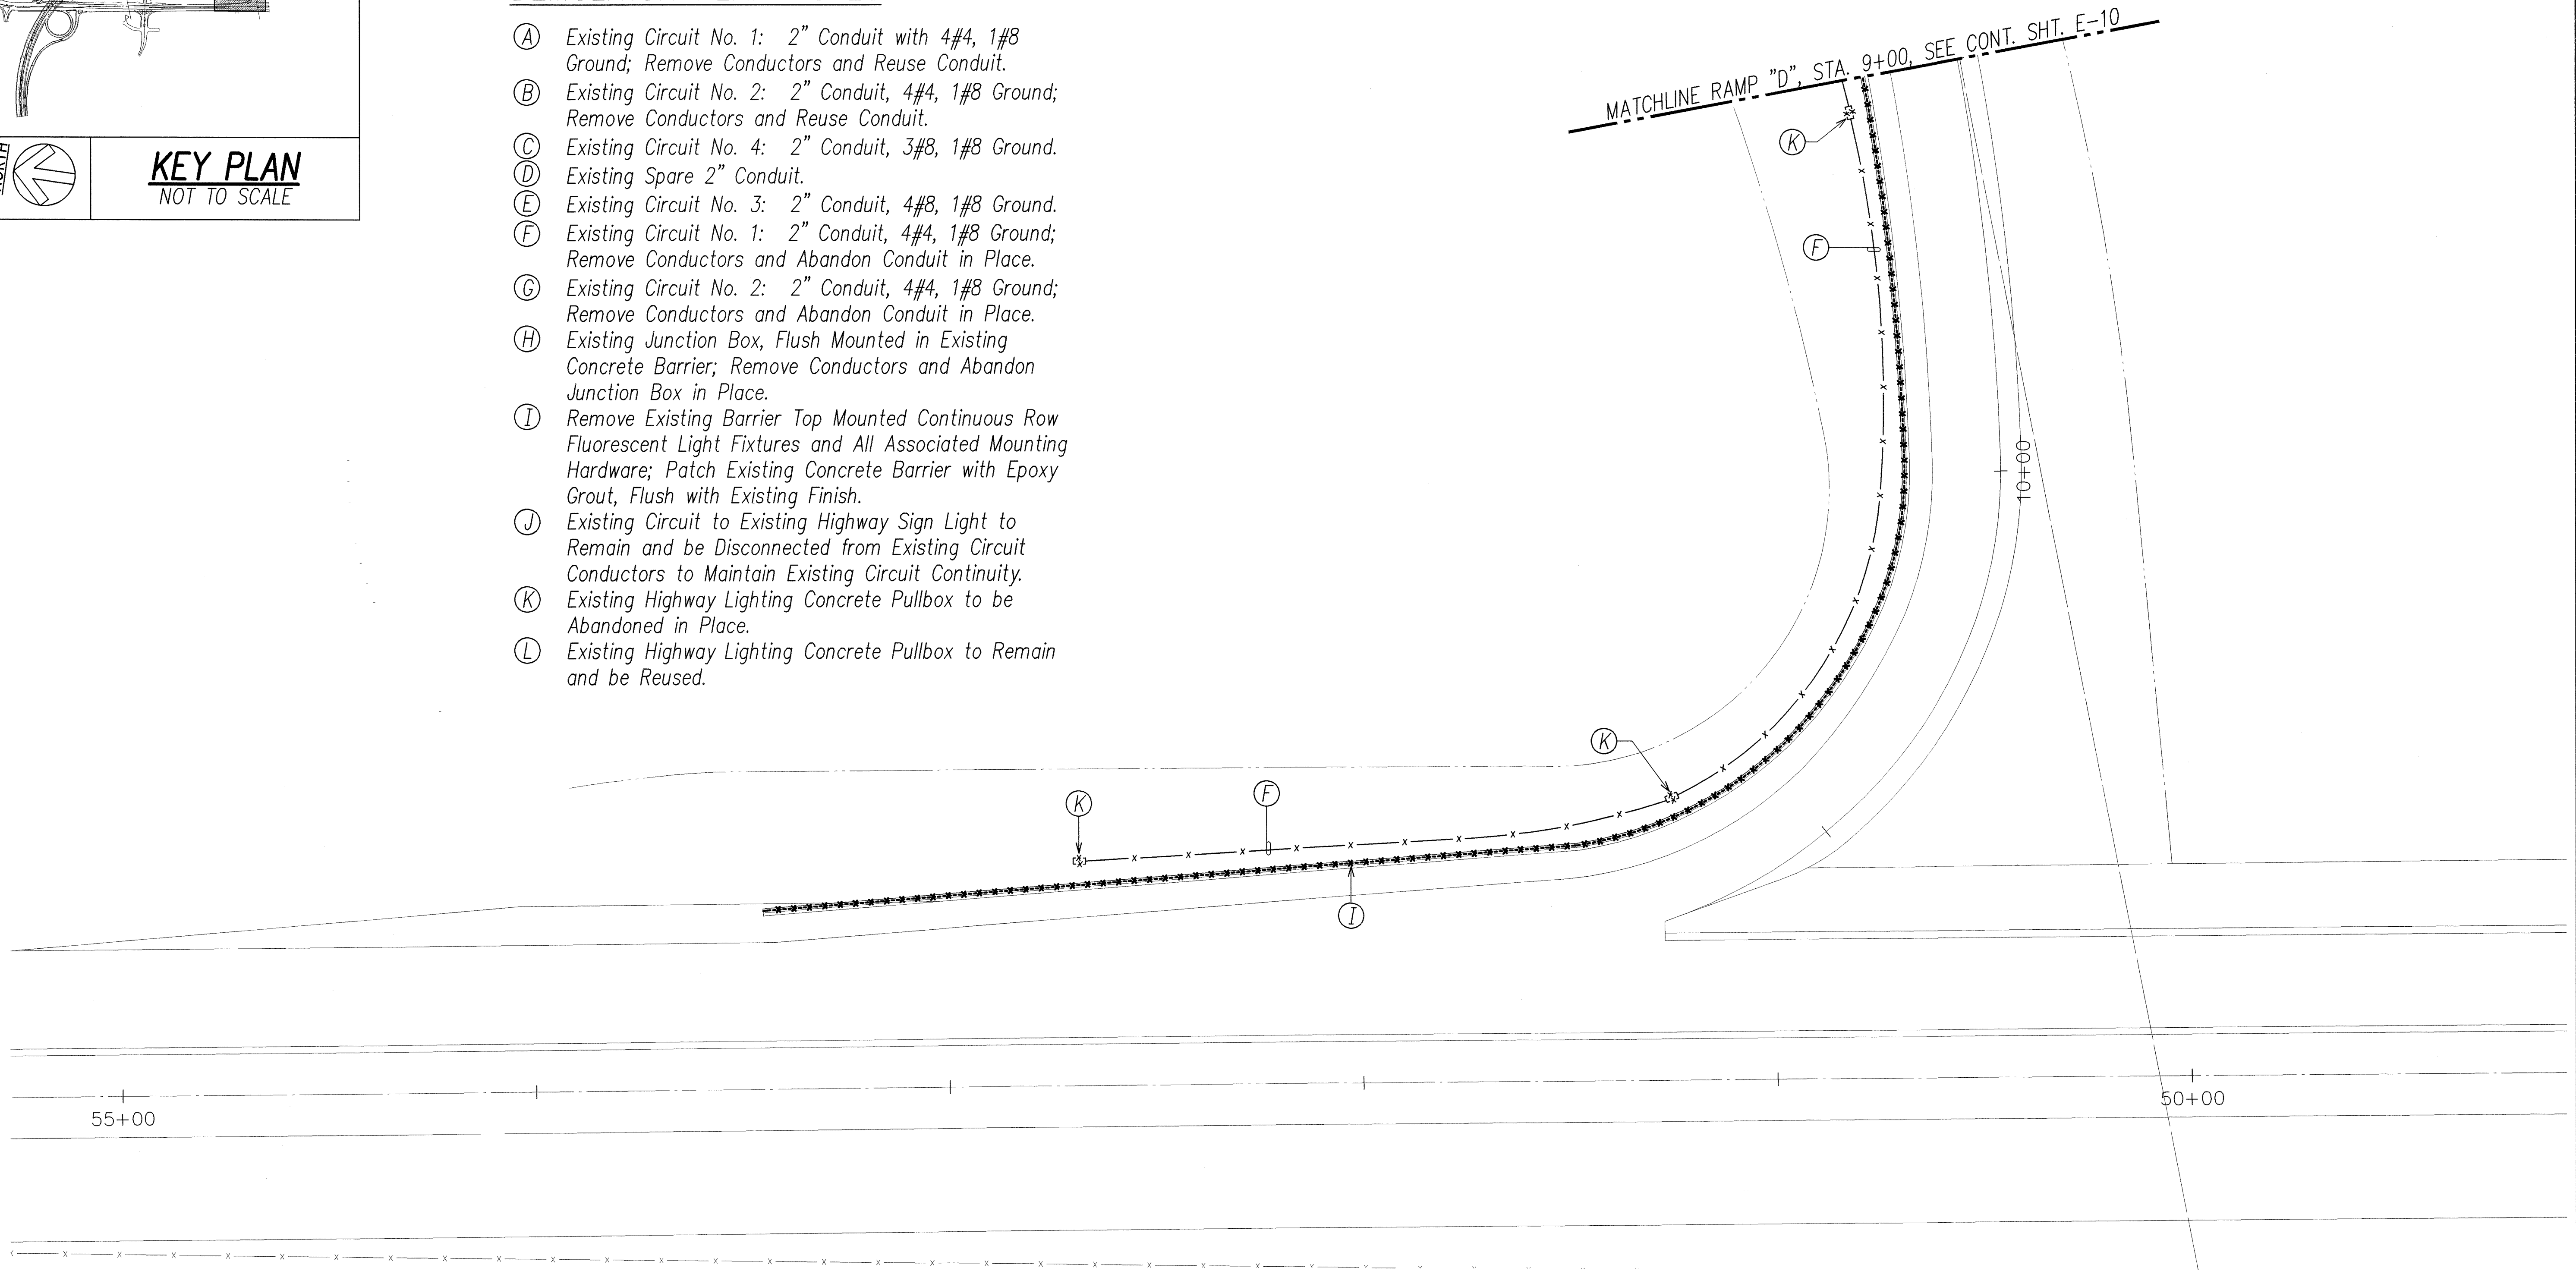 KEY PLAN
NOT TO SCALE
A Existing Circuit No. 1: 2" Conduit with 4#4, 1#8
Ground; Remove Conductors and Reuse Conduit.
B Existing Circuit No. 2: 2" Conduit, 4#4, 1#8 Ground;
Remove Conductors and Reuse Conduit.
C Existing Circuit No. 4: 2" Conduit, 3#8, 1#8 Ground.
D Existing Spare 2" Conduit.
E Existing Circuit No. 3: 2" Conduit, 4#8, 1#8 Ground.
F Existing Circuit No. 1: 2" Conduit, 4#4, 1#8 Ground;
Remove Conductors and Abandon Conduit in Place.
G Existing Circuit No. 2: 2" Conduit, 4#4, 1#8 Ground;
Remove Conductors and Abandon Conduit in Place.
H Existing Junction Box, Flush Mounted in Existing
Concrete Barrier; Remove Conductors and Abandon
Junction Box in Place.
I Remove Existing Barrier Top Mounted Continuous Row
Fluorescent Light Fixtures and All Associated Mounting
Hardware; Patch Existing Concrete Barrier with Epoxy
Grout, Flush with Existing Finish.
J Existing Circuit to Existing Highway Sign Light to
Remain and be Disconnected from Existing Circuit
Conductors to Maintain Existing Circuit Continuity.
K Existing Highway Lighting Concrete Pullbox to be
Abandoned in Place.
L Existing Highway Lighting Concrete Pullbox to Remain
and be Reused.
MATCHLINE RAMP "D", STA. 9+00, SEE CONT. SHT. E-10
K
F
10+00
K
K
F
I
55+00
50+00